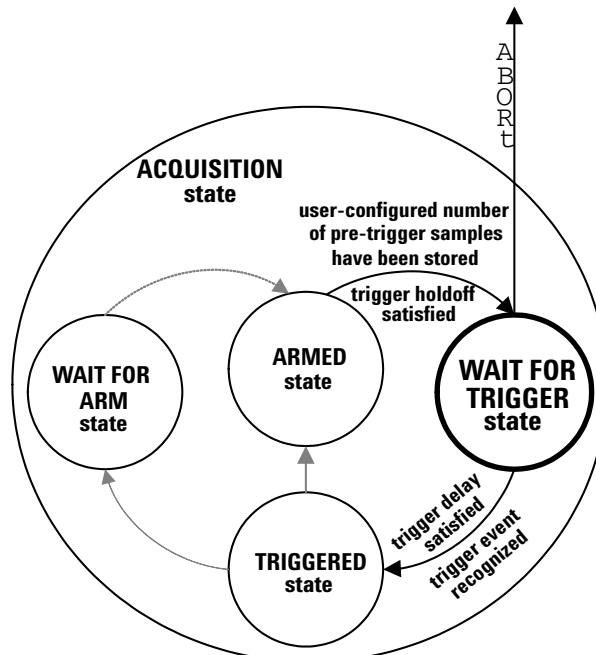 ABORt
ACQUISITION
state
user-configured number
of pre-trigger samples
have been stored
trigger holdoff
satisfied
WAIT FOR
ARM
state
ARMED
state
WAIT FOR
TRIGGER
state
trigger delay
satisfied
trigger event
recognized
TRIGGERED
state